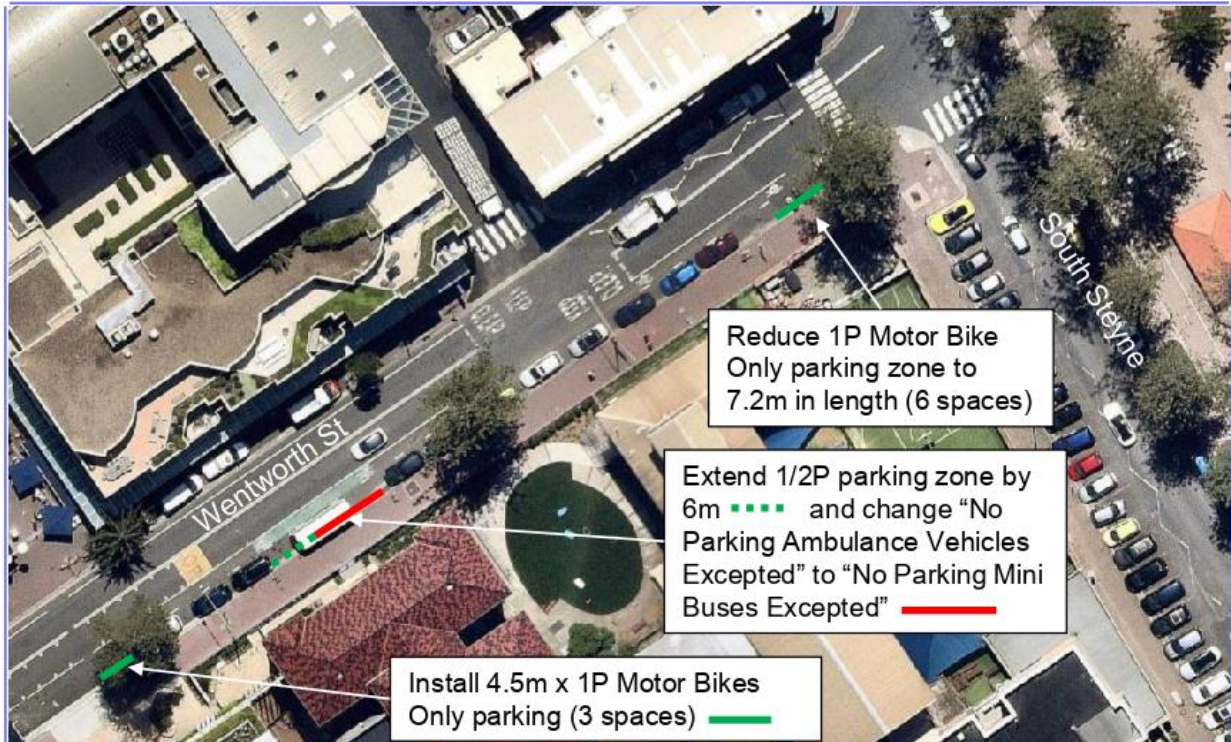 South Steyne
Reduce 1P Motor Bike
Only parking zone to
7.2m in length (6 spaces)
Wentworth St
Extend 1/2P parking zone by
6m and change “No
Parking Ambulance Vehicles
Excepted” to “No Parking Mini
Buses Excepted”
Install 4.5m x 1P Motor Bikes
Only parking (3 spaces)